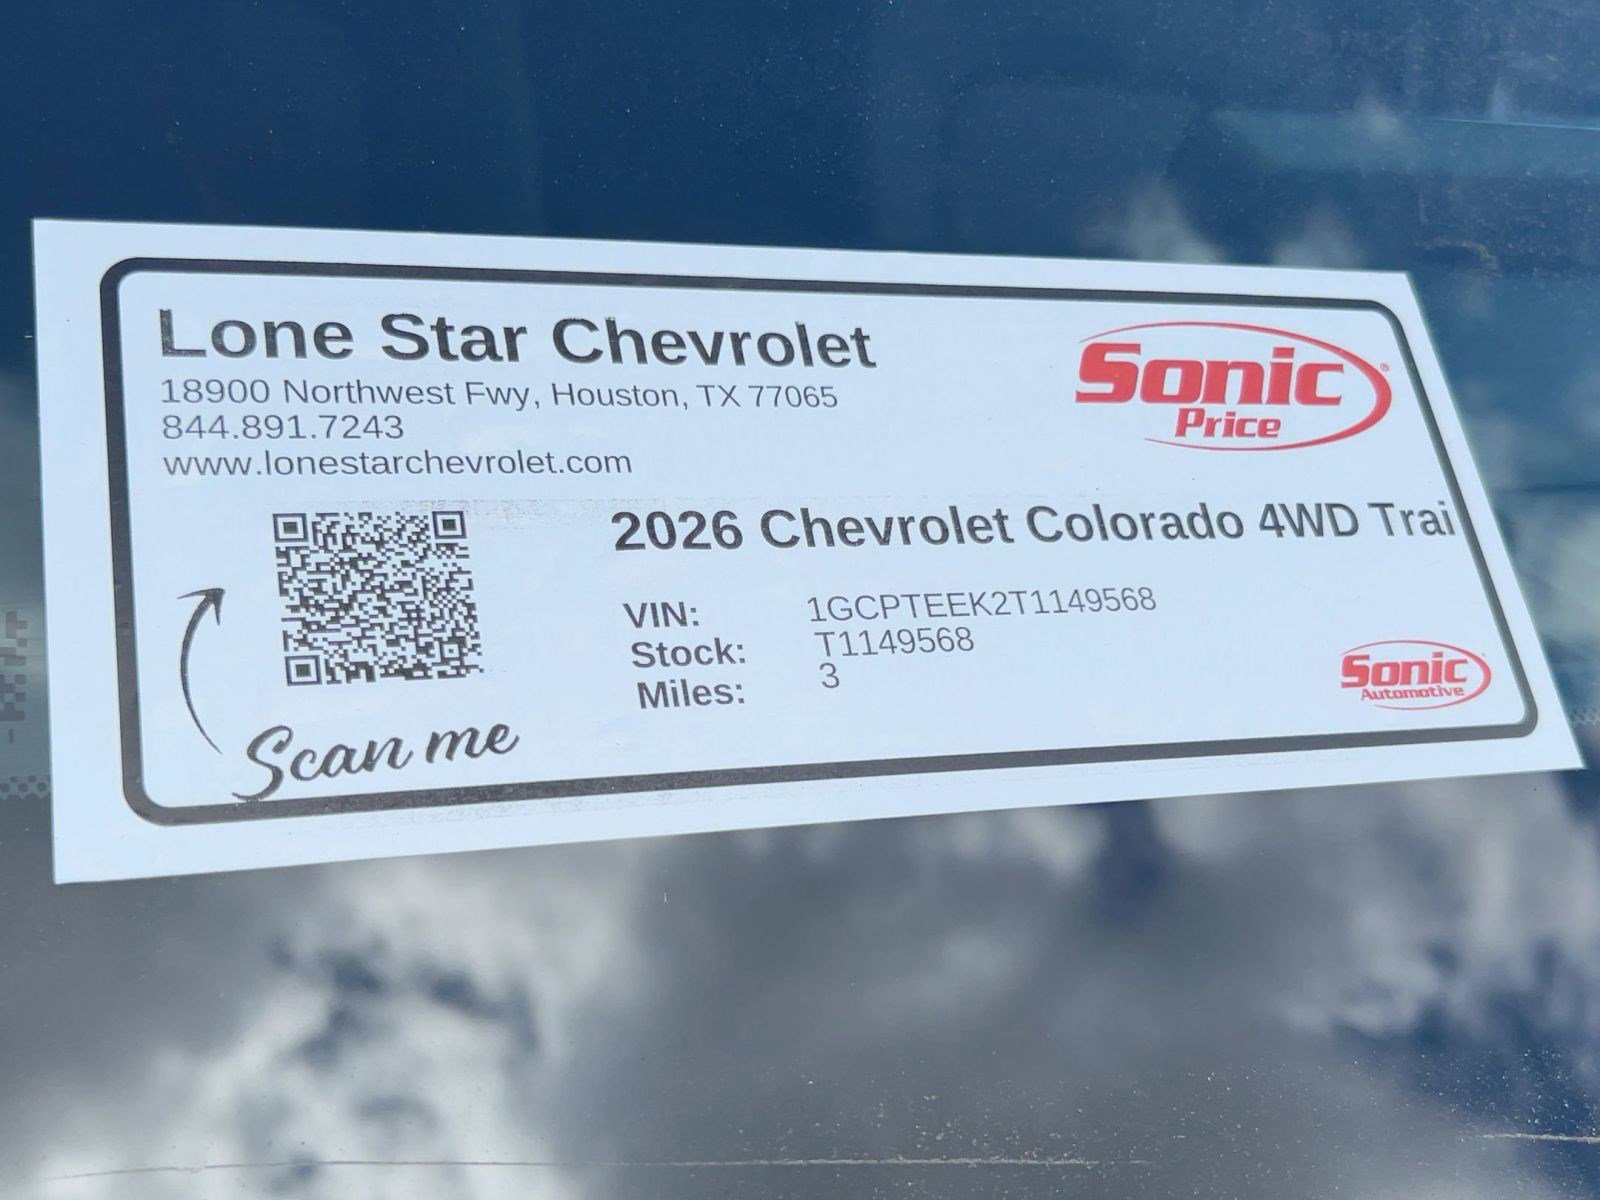 Lone Star Chevrolet
18900 Northwest Fwy, Houston, TX 77065
844.891.7243
www.lonestarchevrolet.com
Sonic®
Price
2026 Chevrolet Colorado 4WD Trai
VIN: 1GCPTEEK2T1149568
Stock: T1149568
Miles: 3
Scan me
Sonic
Automotive